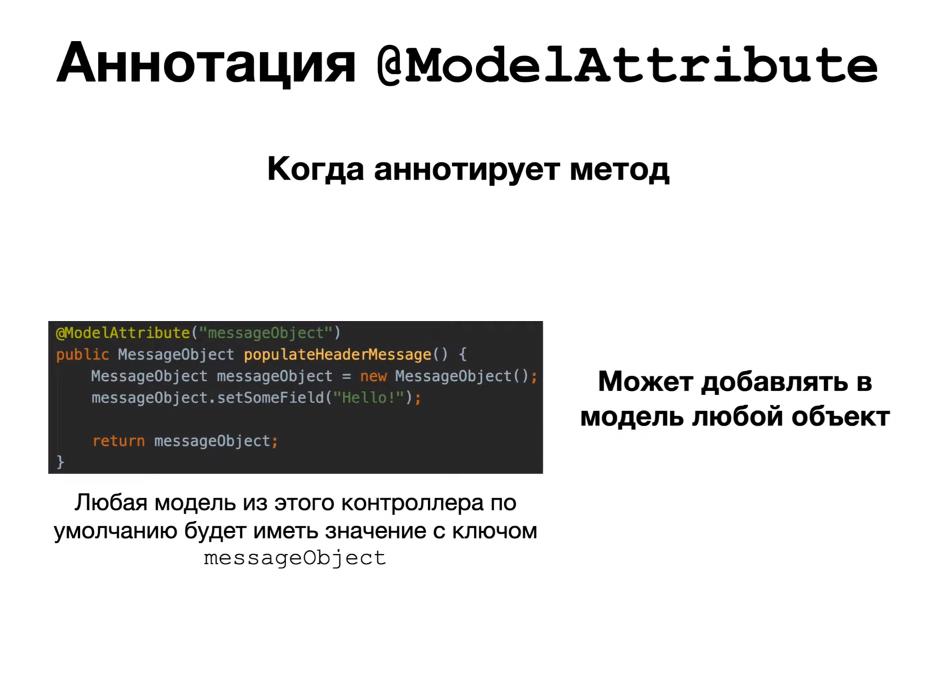 Аннотация @ModelAttribute
Когда аннотирует метод
@ModelAttribute("messageObject")
public MessageObject populateHeaderMessage() {
    MessageObject messageObject = new MessageObject();
    messageObject.setSomeField("Hello!");
    return messageObject;
}
Может добавлять в
модель любой объект
Любая модель из этого контроллера по
умолчанию будет иметь значение с ключом
messageObject